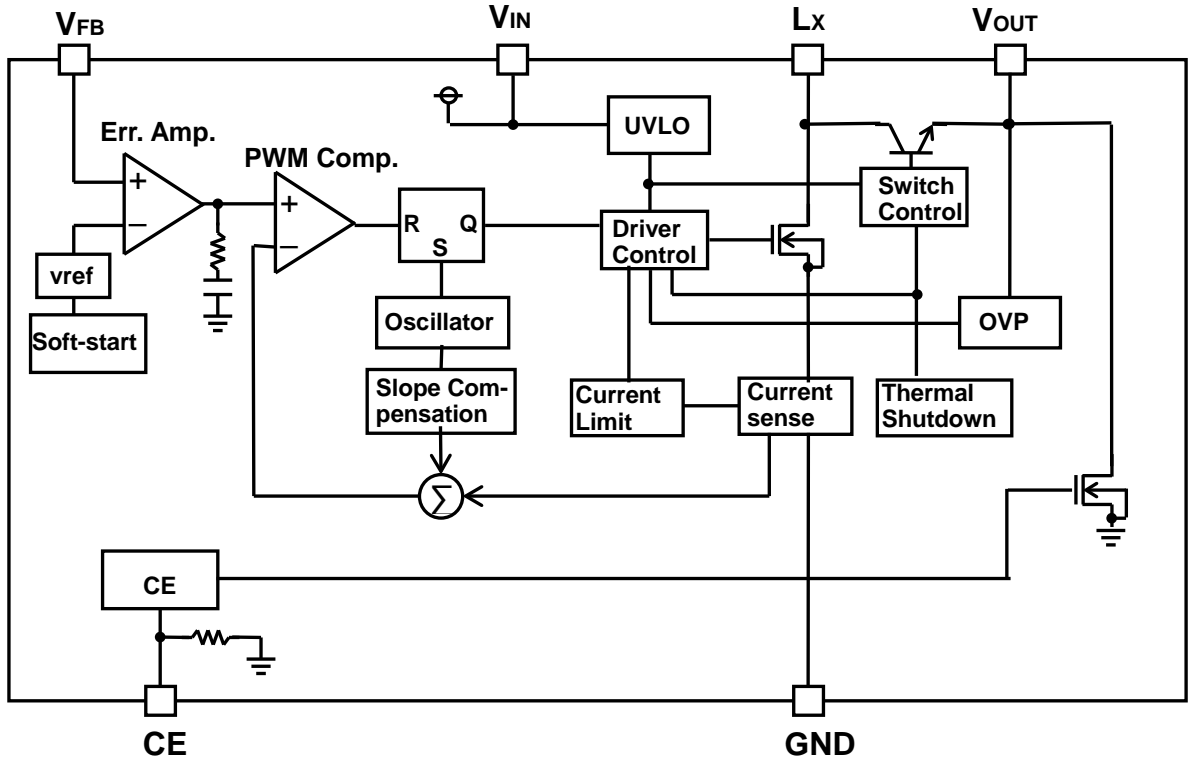 VFB
VIN
LX
VOUT
Err. Amp.
UVLO
PWM Comp.
+
−
+
−
R
Q
S
Driver
Control
Switch
Control
vref
Soft-start
Oscillator
OVP
Slope Com-
pensation
Current
Limit
Current
sense
Thermal
Shutdown
Σ
CE
CE
GND